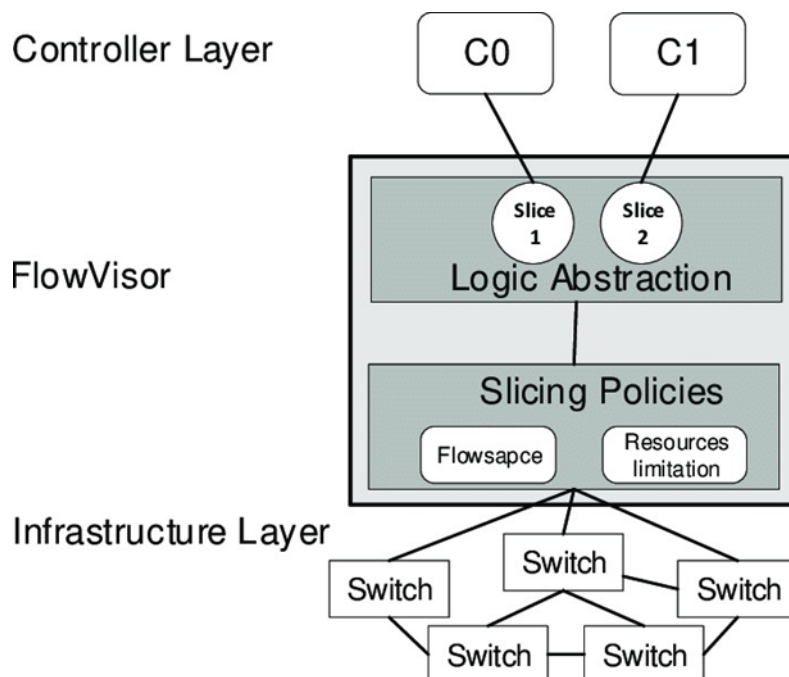 Controller Layer
C0
C1
Slice
1
Slice
2
FlowVisor
Logic Abstraction
Slicing Policies
Flowsapce
Resources
limitation
Infrastructure Layer
Switch
Switch
Switch
Switch
Switch